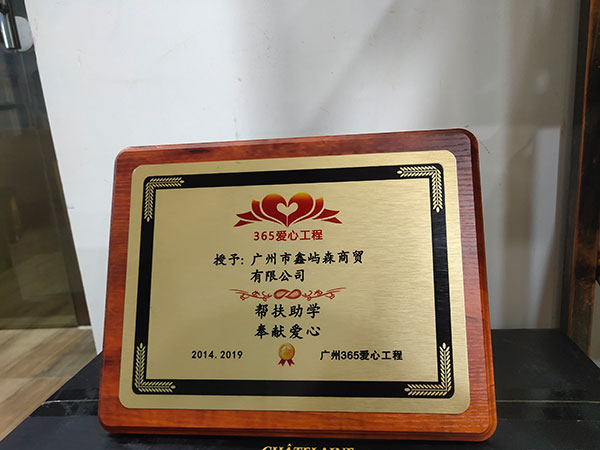 365爱心工程
授予:广州市鑫屿森商贸
有限公司
帮扶助学
奉献爱心
2014.2019
广州365爱心工程
CHÂTELAINE